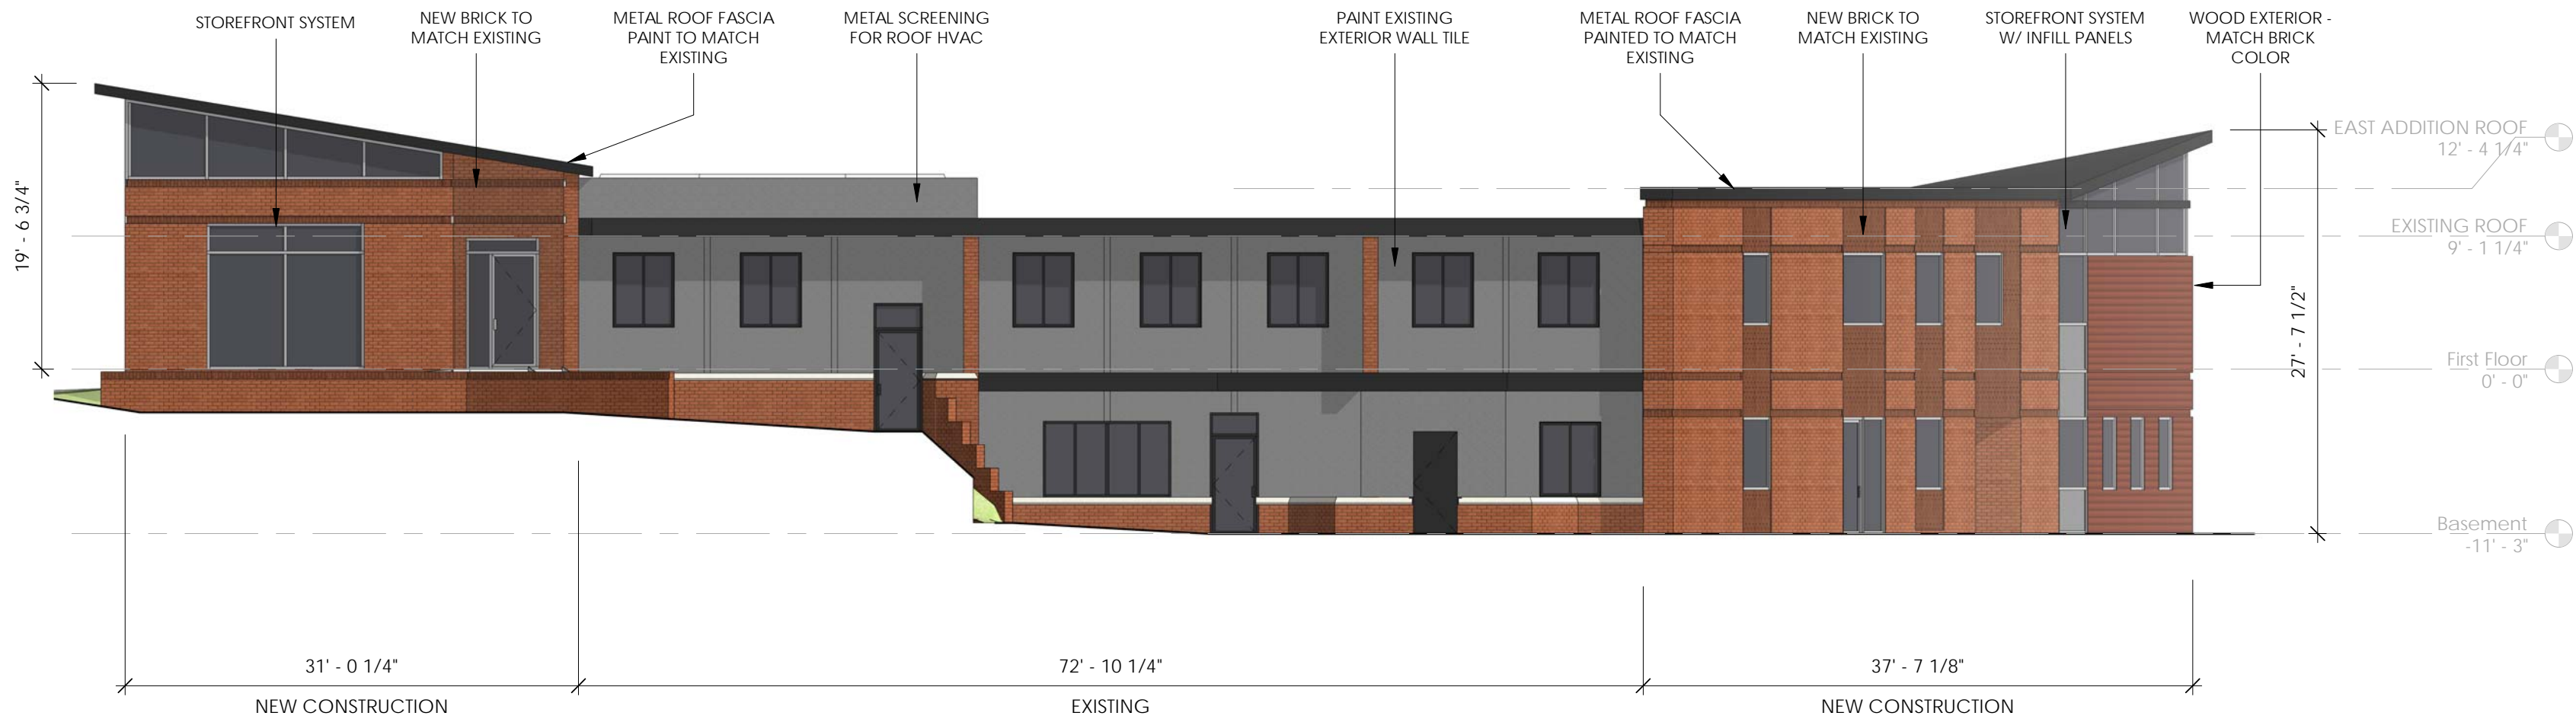 STOREFRONT SYSTEM
NEW BRICK TO
MATCH EXISTING
METAL ROOF FASCIA
PAINT TO MATCH
EXISTING
METAL SCREENING
FOR ROOF HVAC
PAINT EXISTING
EXTERIOR WALL TILE
METAL ROOF FASCIA
PAINTED TO MATCH
EXISTING
NEW BRICK TO
MATCH EXISTING
STOREFRONT SYSTEM
W/ INFILL PANELS
WOOD EXTERIOR -
MATCH BRICK
COLOR
19' - 6 3/4"
EAST ADDITION ROOF
12' - 4 1/4"
EXISTING ROOF
9' - 1 1/4"
27' - 7 1/2"
First Floor
0' - 0"
Basement
-11' - 3"
31' - 0 1/4"
72' - 10 1/4"
37' - 7 1/8"
NEW CONSTRUCTION
EXISTING
NEW CONSTRUCTION